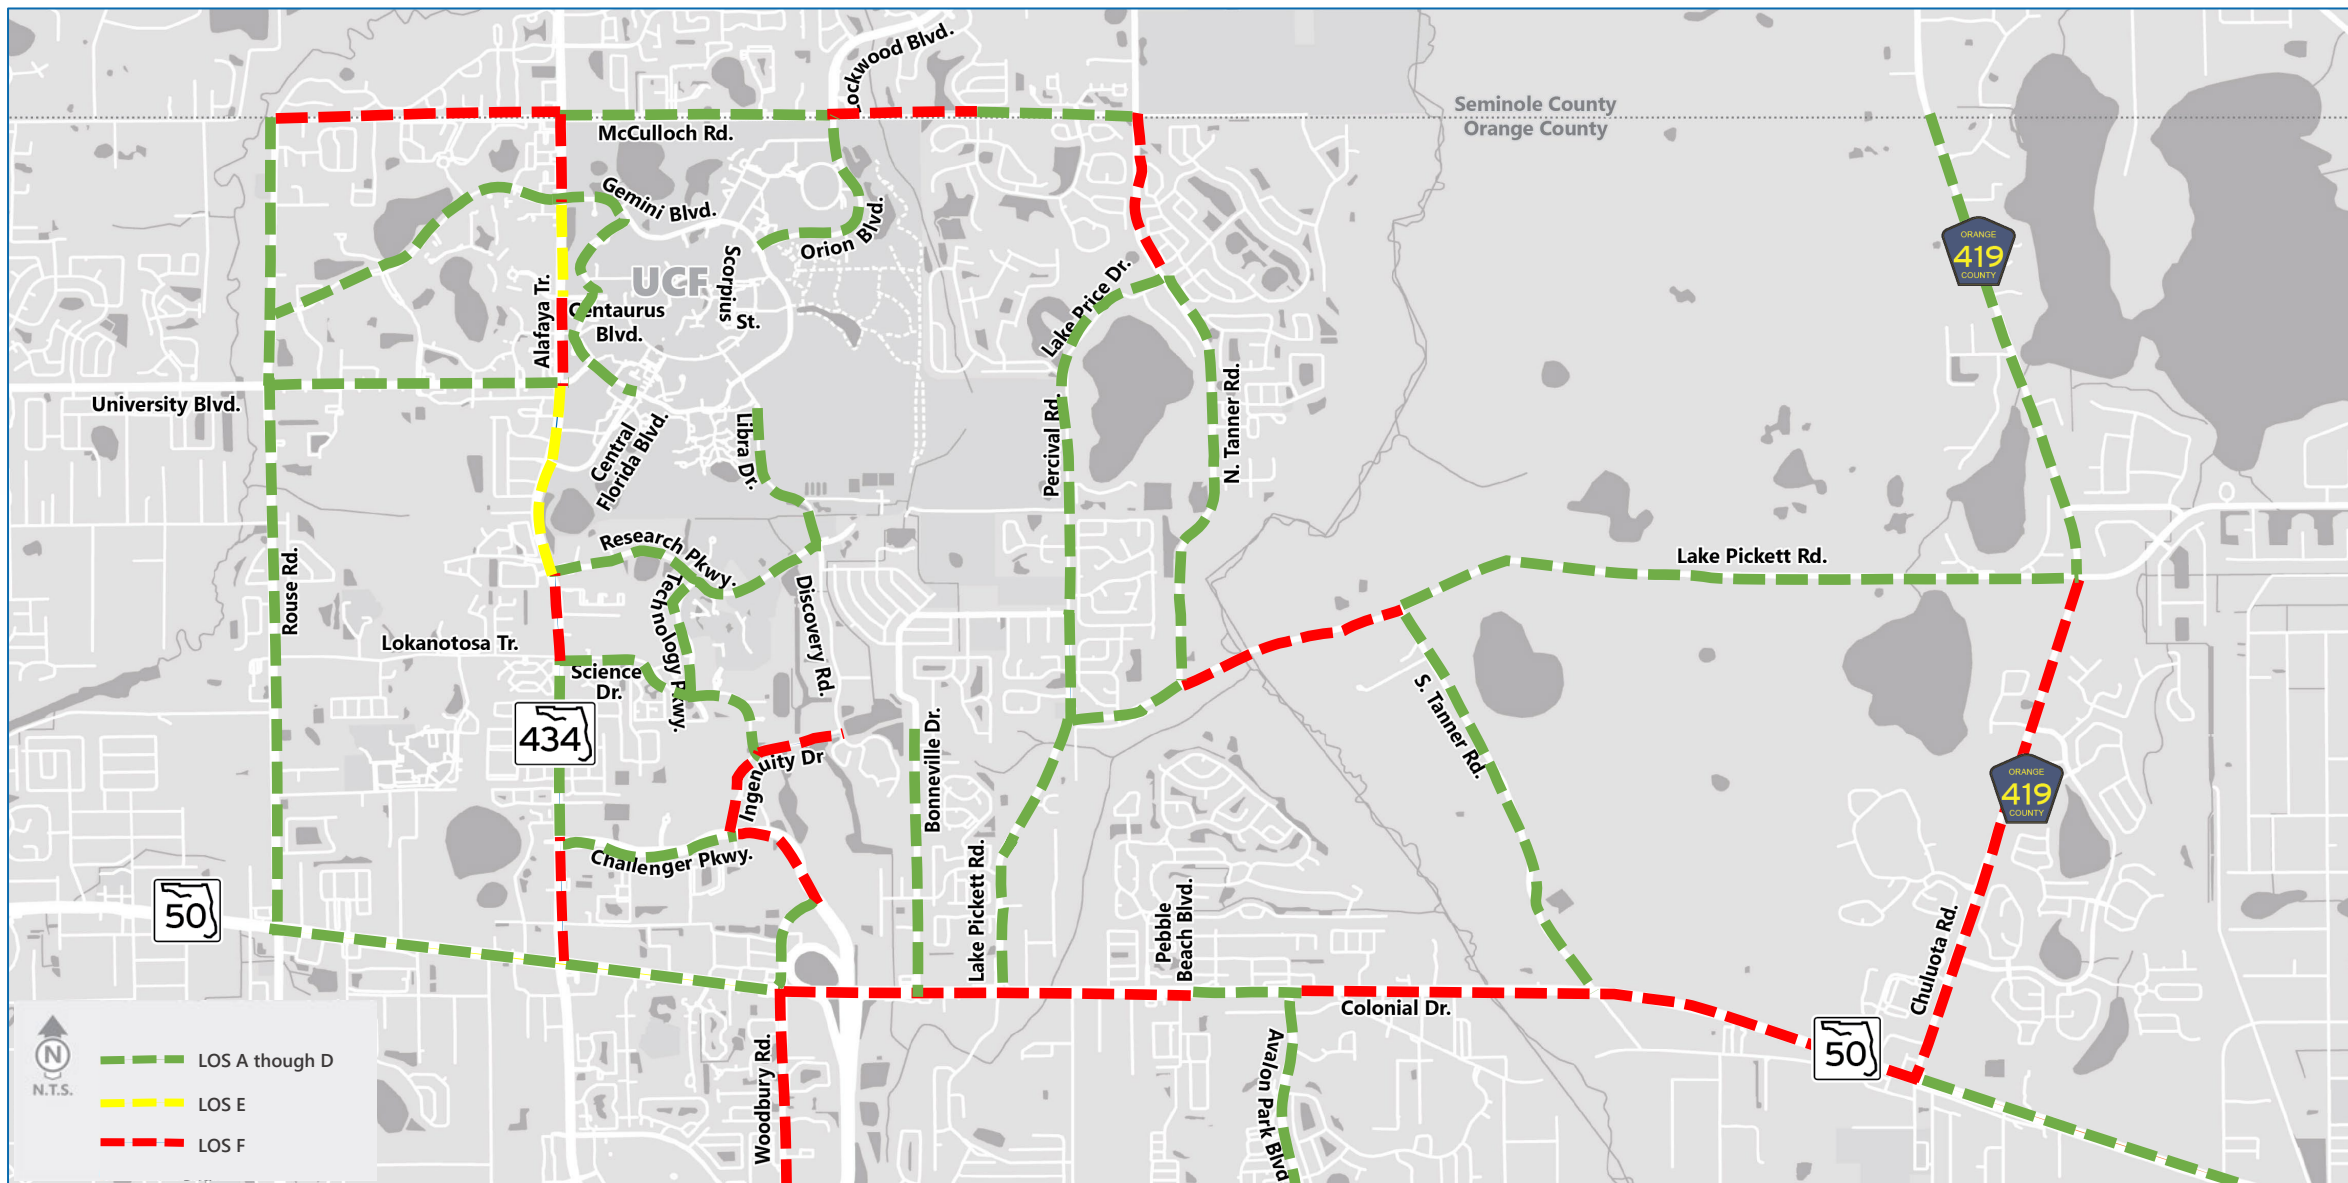 Lockwood Blvd.
Seminole County
Orange County
McCulloch Rd.
Gemini Blvd.
Orion Blvd.
ORANGE
419
COUNTY
UCF
Scorpius
St.
Alafaya Tr.
Centaurus
Blvd.
Lake Price Dr.
University Blvd.
Central
Florida Blvd.
Libra Dr.
Percival Rd.
N. Tanner Rd.
Rouse Rd.
Research Pkwy.
Technology Pkwy.
Discovery Rd.
Lake Pickett Rd.
Lokanotosa Tr.
Science
Dr.
S. Tanner Rd.
434
Ingenuity Dr
Bonneville Dr.
ORANGE
419
COUNTY
Challenger Pkwy.
50
Lake Pickett Rd.
Pebble
Beach Blvd.
Chuluota Rd.
Colonial Dr.
50
Woodbury Rd.
Avalon Park Blvd
N
N.T.S.
LOS A though D
LOS E
LOS F